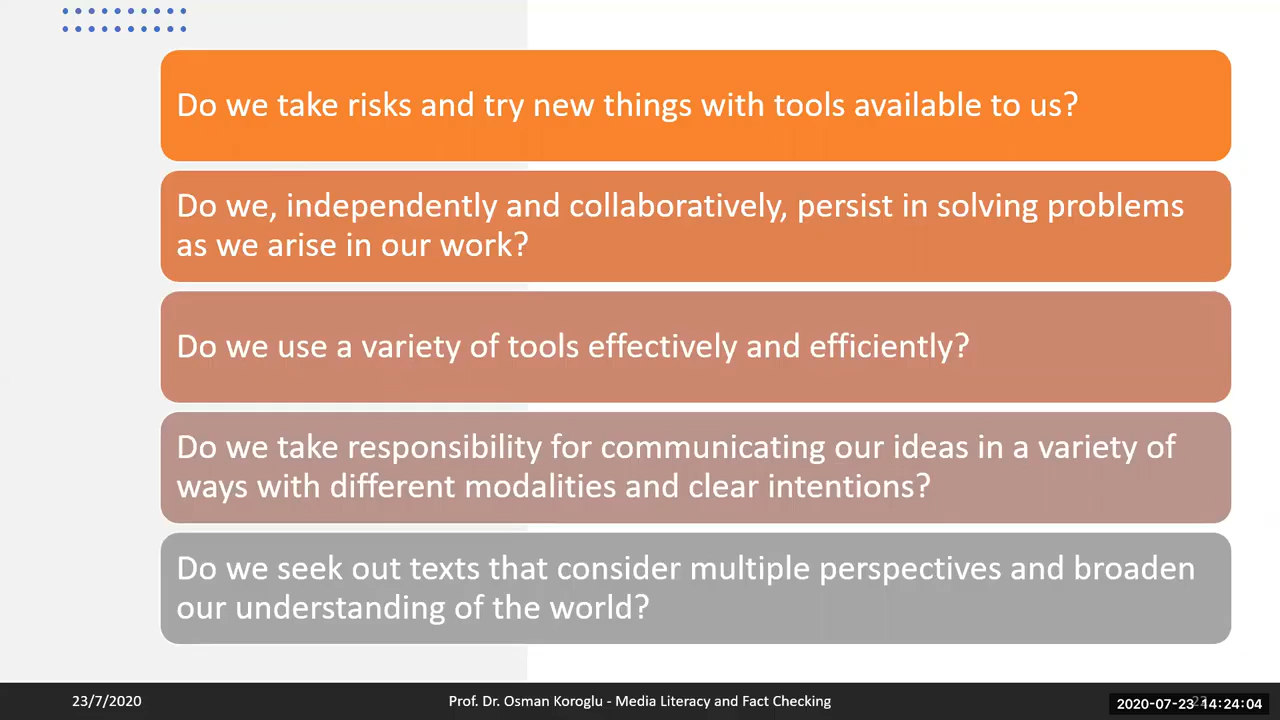 Do we take risks and try new things with tools available to us?
Do we, independently and collaboratively, persist in solving problems
as we arise in our work?
Do we use a variety of tools effectively and efficiently?
Do we take responsibility for communicating our ideas in a variety of
ways with different modalities and clear intentions?
Do we seek out texts that consider multiple perspectives and broaden
our understanding of the world?
23/7/2020
Prof. Dr. Osman Koroglu - Media Literacy and Fact Checking
2020-07-23 14:24:04